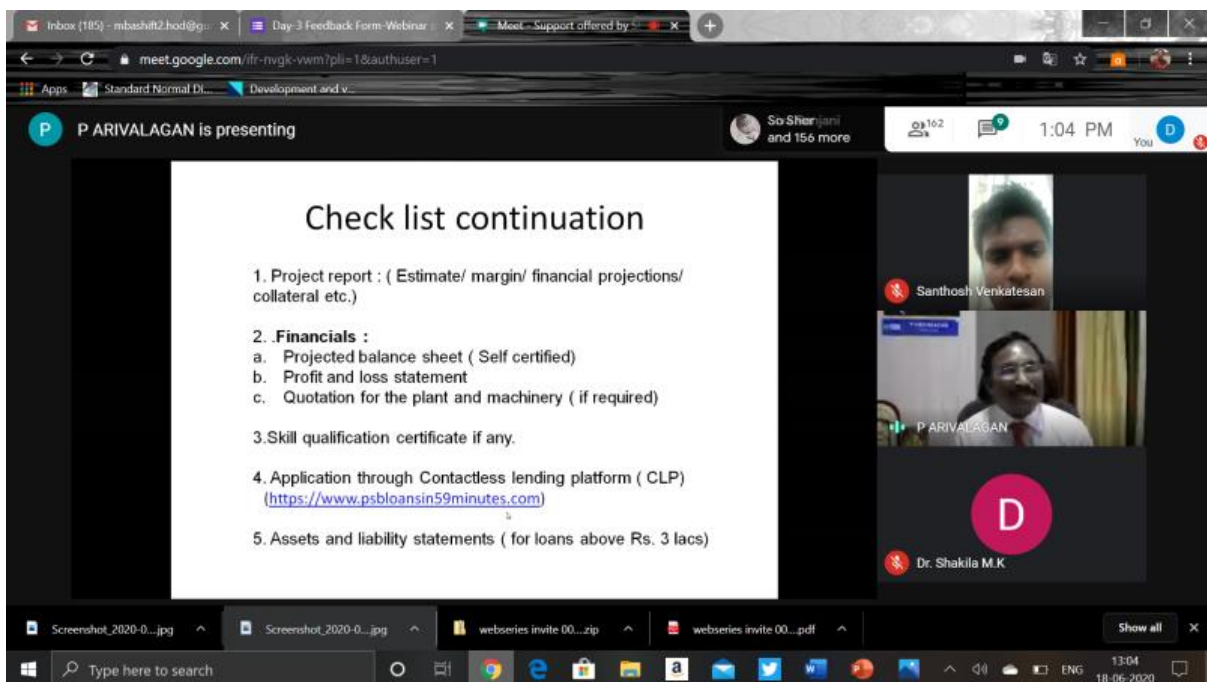 Inbox (185) - mbashift2.hod@gu
Day-3 Feedback Form-Webinar
Meet - Support offered by S
meet.google.com/ifr-nvgk-vwm?pli=1&authuser=1
Apps
Standard Normal Di...
Development and v...
P
P ARIVALAGAN is presenting
and 156 more
162
9
1:04 PM
You
D
Check list continuation
1. Project report : ( Estimate/ margin/ financial projections/
collateral etc.)
2. .Financials :
a. Projected balance sheet ( Self certified)
b. Profit and loss statement
c. Quotation for the plant and machinery ( if required)
3.Skill qualification certificate if any.
4. Application through Contactless lending platform ( CLP)
(https://www.psbloansin59minutes.com)
5. Assets and liability statements ( for loans above Rs. 3 lacs)
Santhosh Venkatesan
P ARIVALAGAN
D
Dr. Shakila M.K
Screenshot_2020-0...jpg
Screenshot_2020-0...jpg
webseries invite 00...zip
webseries invite 00...pdf
Show all
Type here to search
ENG
13:04
18-06-2020